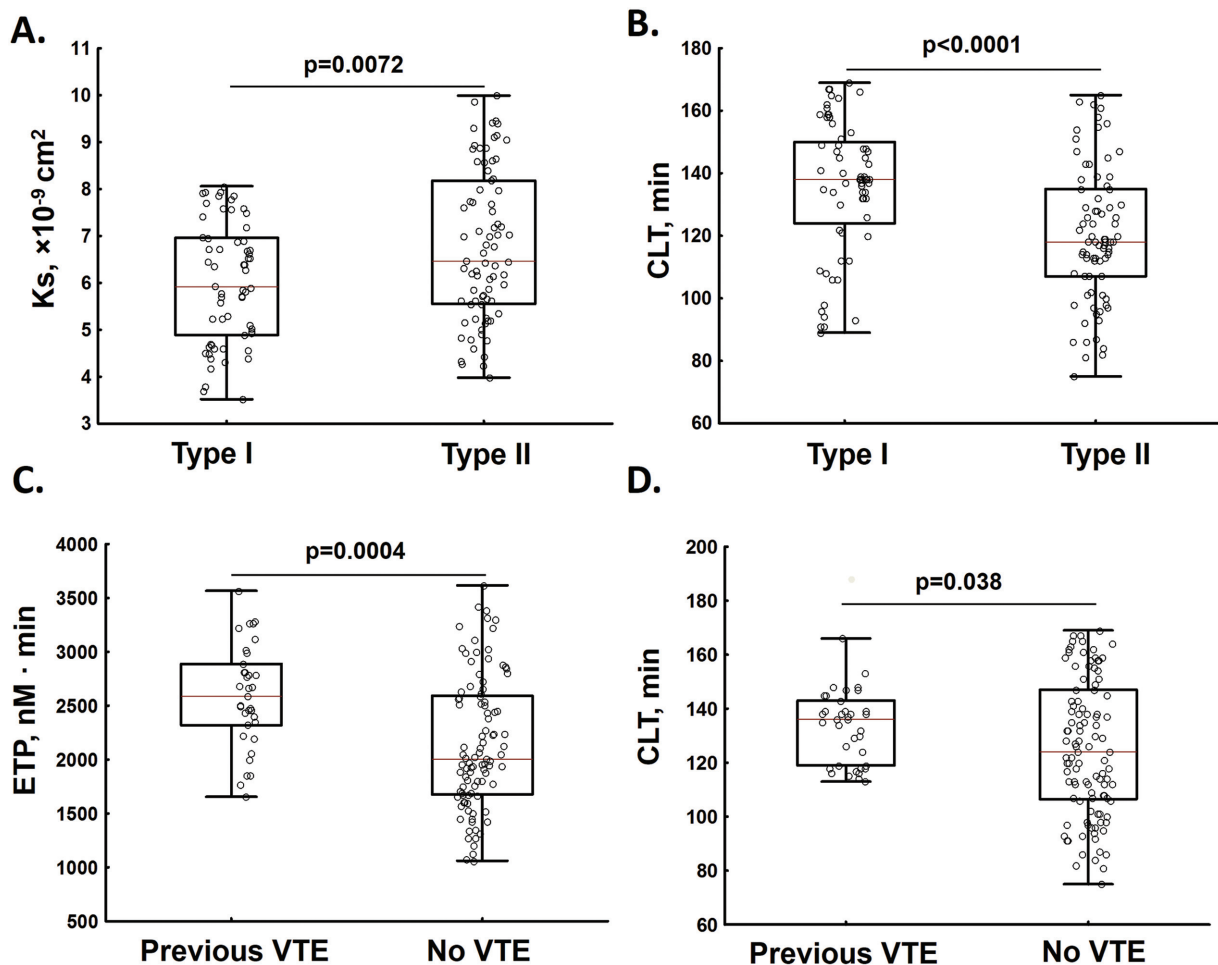 A.
p=0.0072
Ks, ×10⁻⁹ cm²
11
10
9
8
7
6
5
4
3
Type I
Type II
B.
p<0.0001
CLT, min
180
160
140
120
100
80
60
Type I
Type II
C.
p=0.0004
ETP, nM · min
4000
3500
3000
2500
2000
1500
1000
500
Previous VTE
No VTE
D.
p=0.038
CLT, min
200
180
160
140
120
100
80
60
Previous VTE
No VTE